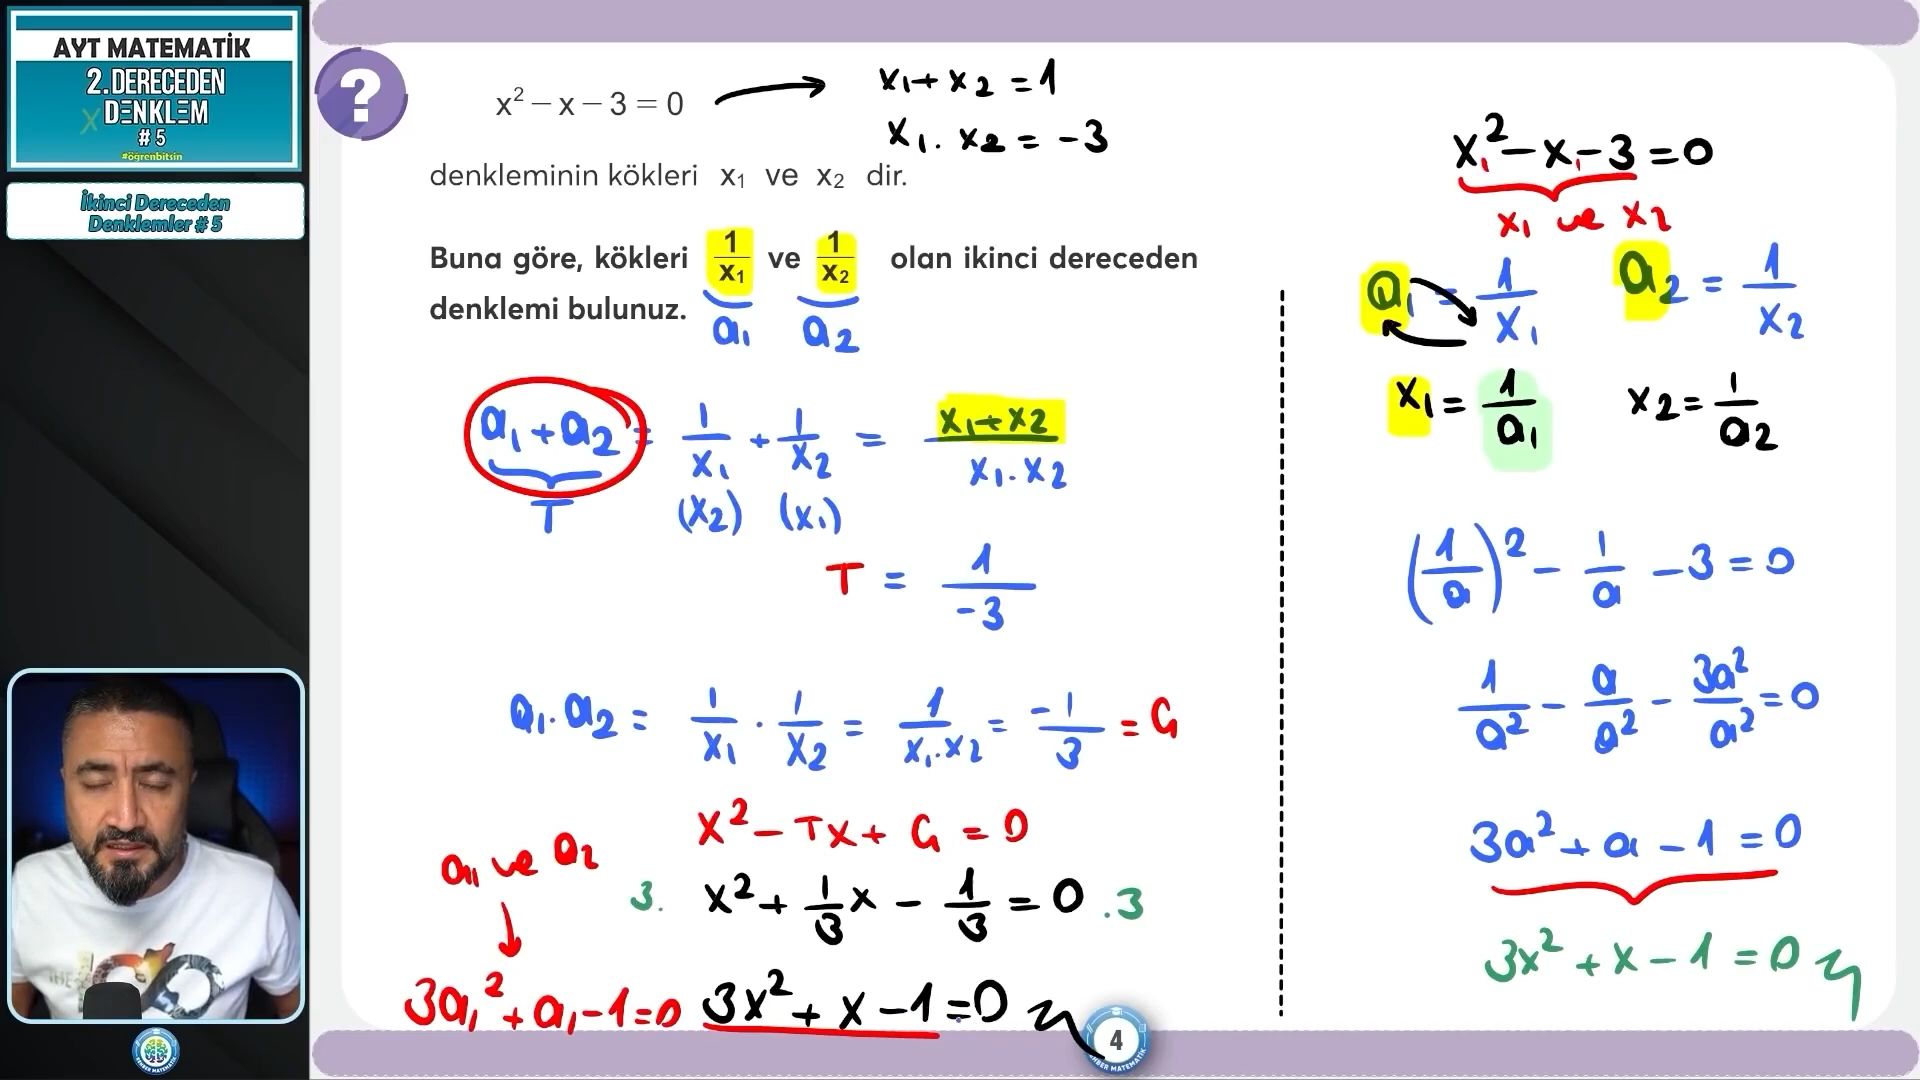 AYT MATEMATİK
2.DERECEDEN
DENKLEM
# 5
#ögrenbitsin
İkinci Dereceden
Denklemler # 5
?
x² − x − 3 = 0
x₁ + x₂ = 1
x₁ . x₂ = -3
denkleminin kökleri x₁ ve x₂ dir.
Buna göre, kökleri 1/x₁ ve 1/x₂ olan ikinci dereceden
denklemi bulunuz.
a₁ a₂
a₁ + a₂ = 1/x₁ + 1/x₂ = x₁+x₂ / x₁.x₂
T (x₂) (x₁)
T = 1/-3
a₁.a₂ = 1/x₁ . 1/x₂ = 1/x₁.x₂ = -1/3 = Ç
x² - Tx + Ç = 0
a₁ ve a₂
3. x² + 1/3 x - 1/3 = 0 .3
3a₁² + a₁ - 1 = 0
3x² + x - 1 = 0
x₁² - x₁ - 3 = 0
x₁ ve x₂
a₁ = 1/x₁ a₂ = 1/x₂
x₁ = 1/a₁ x₂ = 1/a₂
(1/a)² - 1/a - 3 = 0
1/a² - a/a² - 3a²/a² = 0
3a² + a - 1 = 0
3x² + x - 1 = 0
4